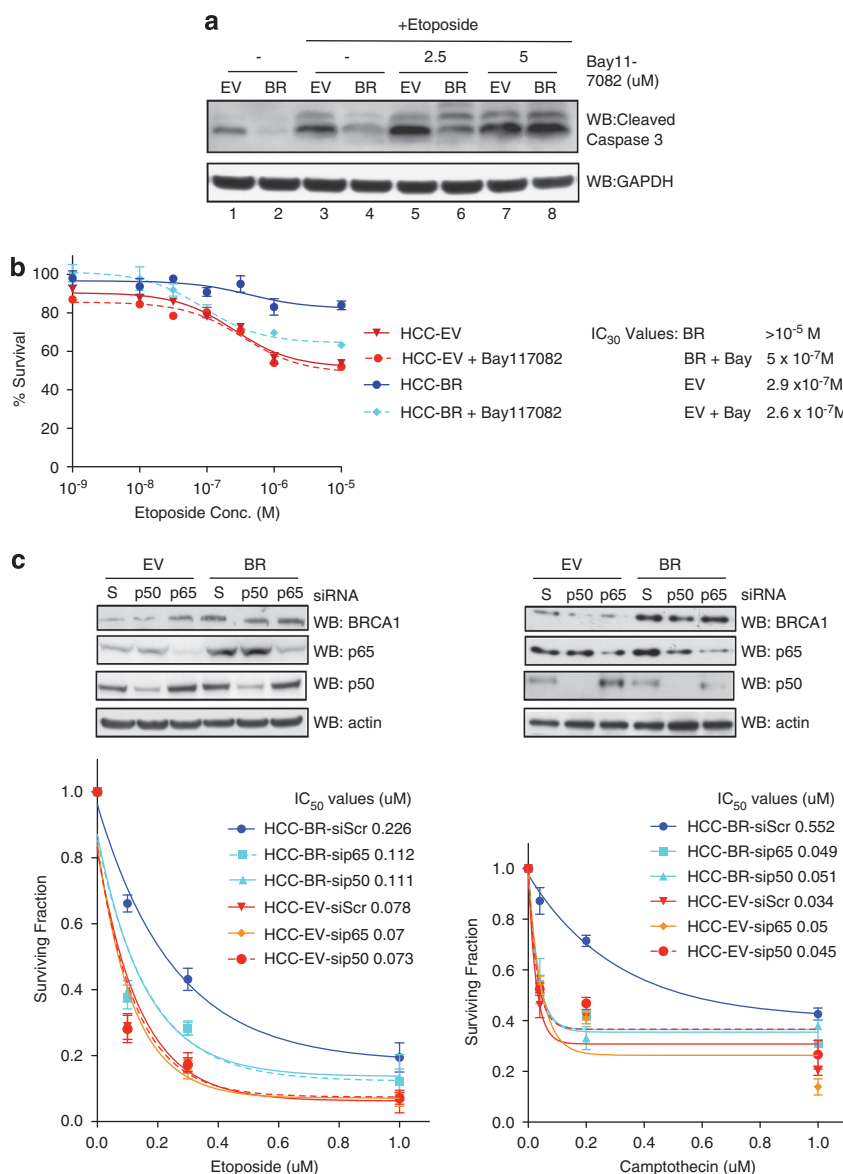 a
+Etoposide
- - 2.5 5 Bay11-7082 (uM)
EV BR EV BR EV BR EV BR
WB:Cleaved Caspase 3
WB:GAPDH
1 2 3 4 5 6 7 8
b
% Survival
100
80
60
40
20
0
10-9 10-8 10-7 10-6 10-5
Etoposide Conc. (M)
HCC-EV
HCC-EV + Bay117082
HCC-BR
HCC-BR + Bay117082
IC30 Values: BR >10-5 M
BR + Bay 5 x 10-7M
EV 2.9 x10-7M
EV + Bay 2.6 x 10-7M
c
EV BR
S p50 p65 S p50 p65 siRNA
WB: BRCA1
WB: p65
WB: p50
WB: actin
EV BR
S p50 p65 S p50 p65 siRNA
WB: BRCA1
WB: p65
WB: p50
WB: actin
IC50 values (uM)
HCC-BR-siScr 0.226
HCC-BR-sip65 0.112
HCC-BR-sip50 0.111
HCC-EV-siScr 0.078
HCC-EV-sip65 0.07
HCC-EV-sip50 0.073
Surviving Fraction
1.0
0.8
0.6
0.4
0.2
0.0
0.0 0.2 0.4 0.6 0.8 1.0
Etoposide (uM)
IC50 values (uM)
HCC-BR-siScr 0.552
HCC-BR-sip65 0.049
HCC-BR-sip50 0.051
HCC-EV-siScr 0.034
HCC-EV-sip65 0.05
HCC-EV-sip50 0.045
Surviving Fraction
1.0
0.8
0.6
0.4
0.2
0.0
0.0 0.2 0.4 0.6 0.8 1.0
Camptothecin (uM)